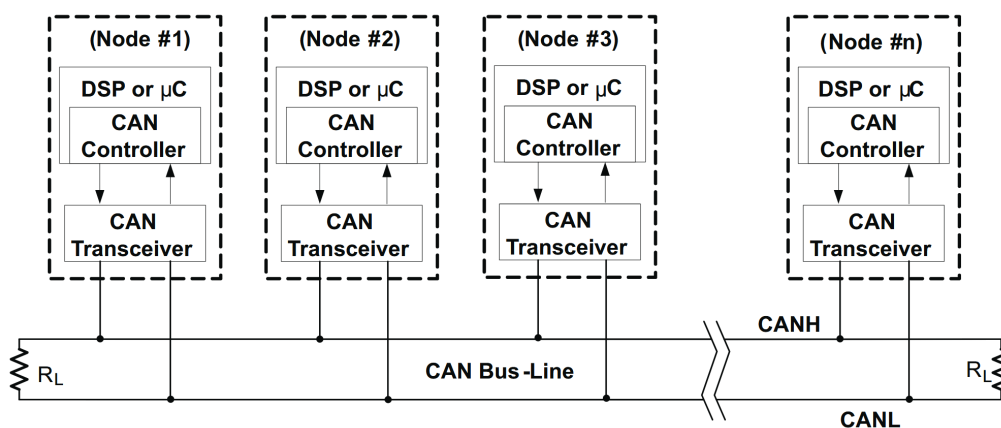 (Node #1)
DSP or µC
CAN
Controller
CAN
Transceiver
(Node #2)
DSP or µC
CAN
Controller
CAN
Transceiver
(Node #3)
DSP or µC
CAN
Controller
CAN
Transceiver
(Node #n)
DSP or µC
CAN
Controller
CAN
Transceiver
CANH
RL
CAN Bus-Line
RL
CANL